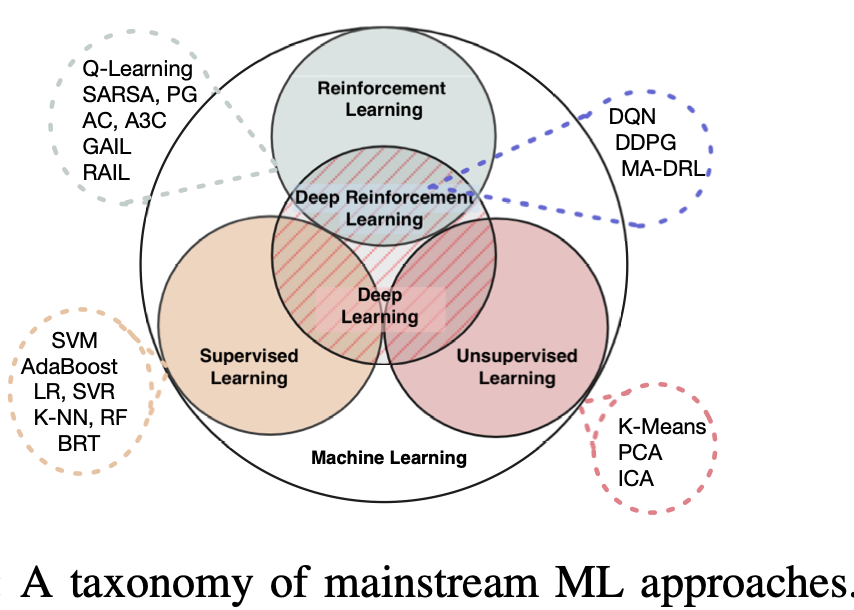 Q-Learning
SARSA, PG
AC, A3C
GAIL
RAIL
Reinforcement
Learning
DQN
DDPG
MA-DRL
Deep Reinforcement
Learning
Deep
Learning
SVM
AdaBoost
LR, SVR
K-NN, RF
BRT
Supervised
Learning
Unsupervised
Learning
K-Means
PCA
ICA
Machine Learning
: A taxonomy of mainstream ML approaches.